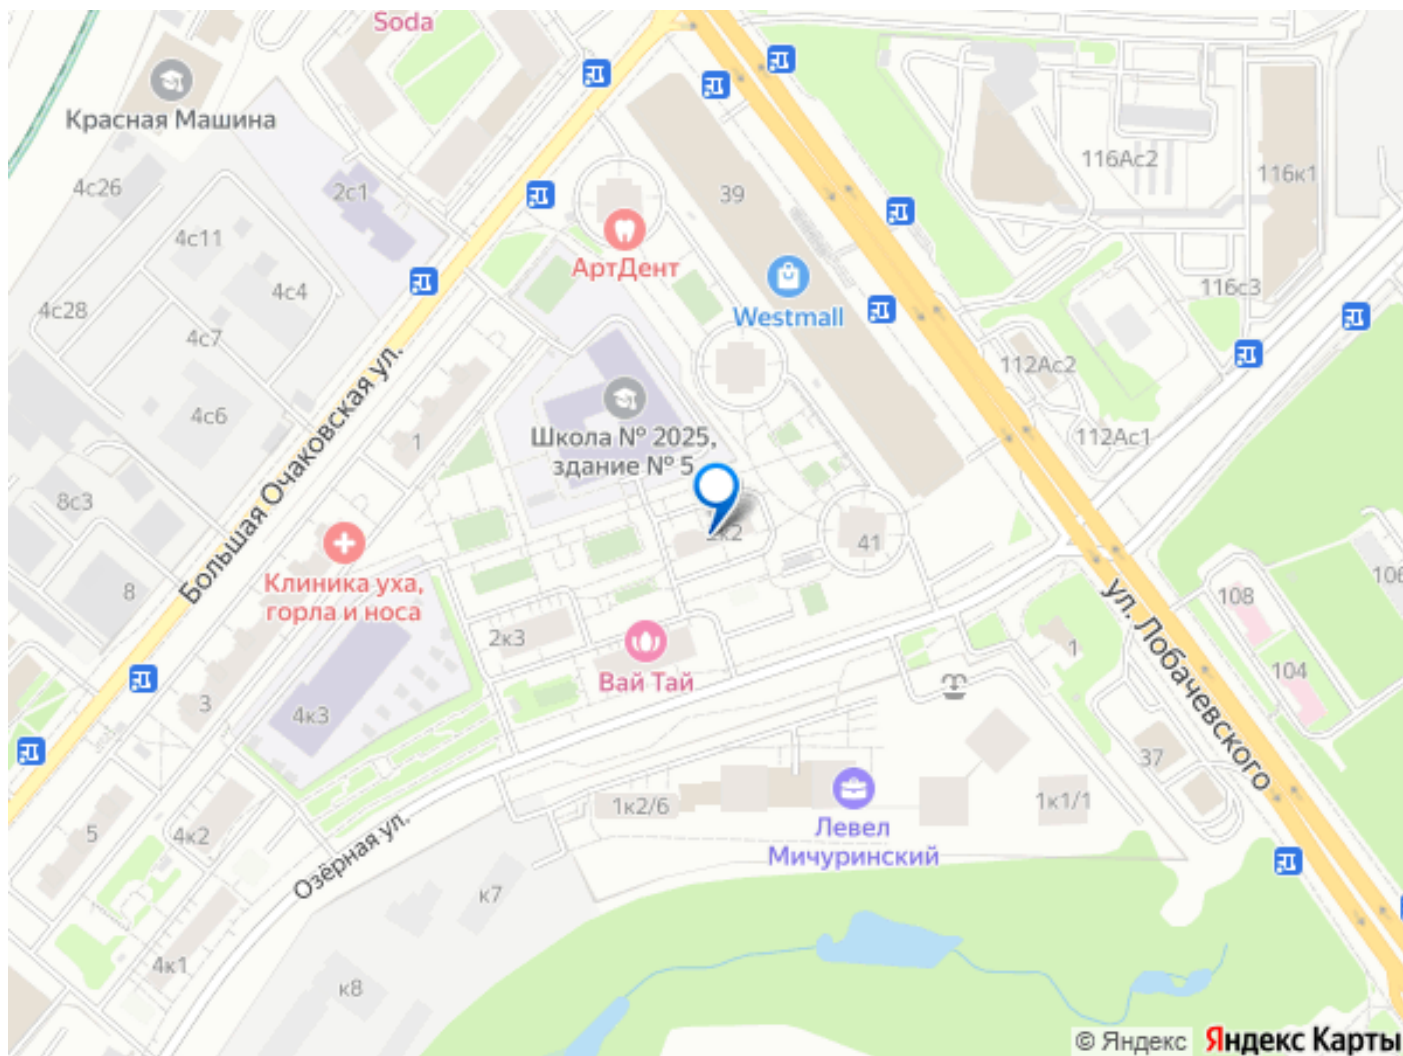 Soda
Красная Машина
4с26
2с1
39
116Ас2
116к1
4с11
АртДент
4с4
116с3
4с28
Westmall
4с7
112Ас2
4с6
1
Школа № 2025,
здание № 5
112Ас1
8с3
Большая Очаковская ул.
2к2
41
Клиника уха,
горла и носа
8
106
108
ул. Лобачевского
2к3
1
Вай Тай
104
3
4к3
37
1к2/6
1к1/1
Левел
Мичуринский
5
4к2
Озёрная ул.
к7
4к1
к8
© Яндекс Яндекс Карты